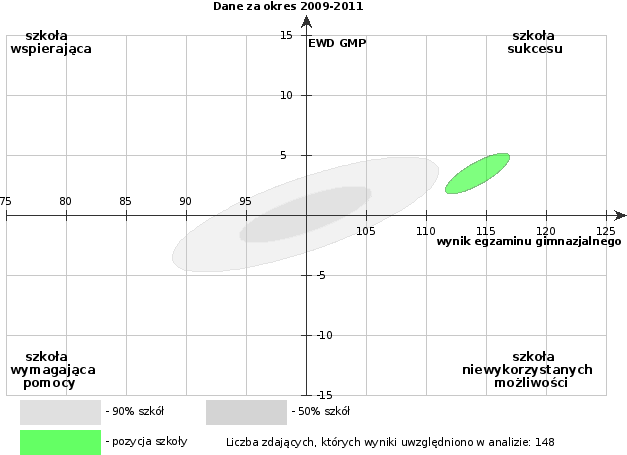 Dane za okres 2009-2011
szkoła
wspierająca
15
EWD GMP
szkoła
sukcesu
10
5
75
80
85
90
95
105
110
115
120
125
wynik egzaminu gimnazjalnego
-5
-10
szkoła
wymagająca
pomocy
szkoła
niewykorzystanych
możliwości
-15
- 90% szkół
- 50% szkół
- pozycja szkoły
Liczba zdających, których wyniki uwzględniono w analizie: 148